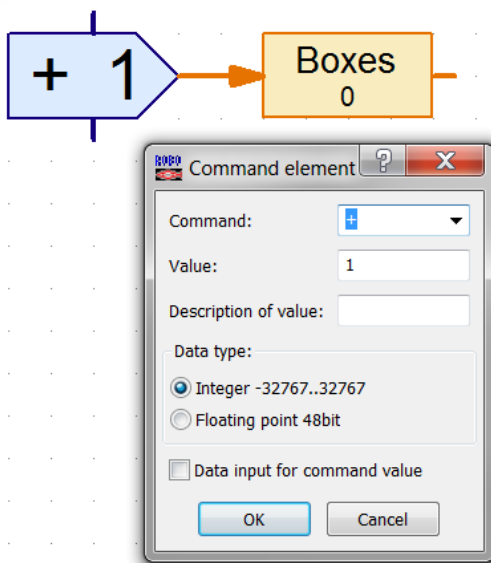 + 1
Boxes
0
ROBO
Command element
?
X
Command:
+
Value:
1
Description of value:
Data type:
Integer -32767..32767
Floating point 48bit
Data input for command value
OK
Cancel